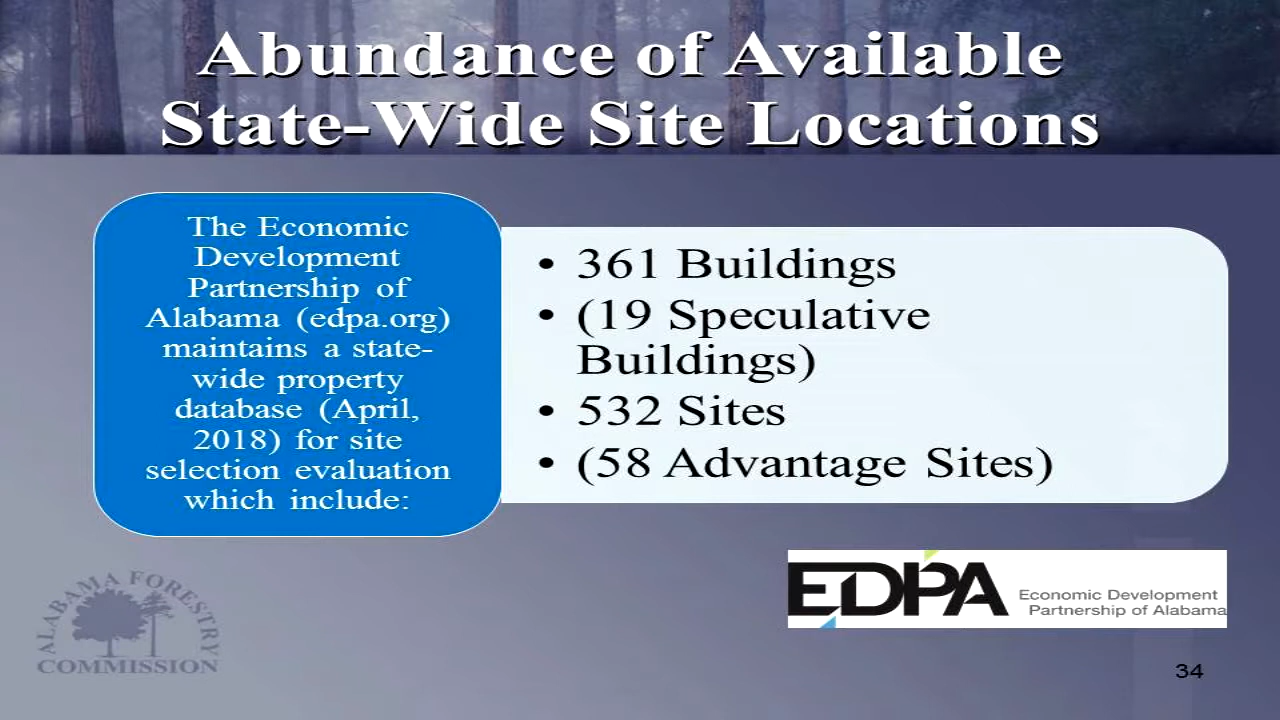 Abundance of Available
State-Wide Site Locations
The Economic
Development
Partnership of
Alabama (edpa.org)
maintains a state-
wide property
database (April,
2018) for site
selection evaluation
which include:
• 361 Buildings
• (19 Speculative
Buildings)
• 532 Sites
• (58 Advantage Sites)
EDPA Economic Development
Partnership of Alabama
ALABAMA FORESTRY
COMMISSION
34